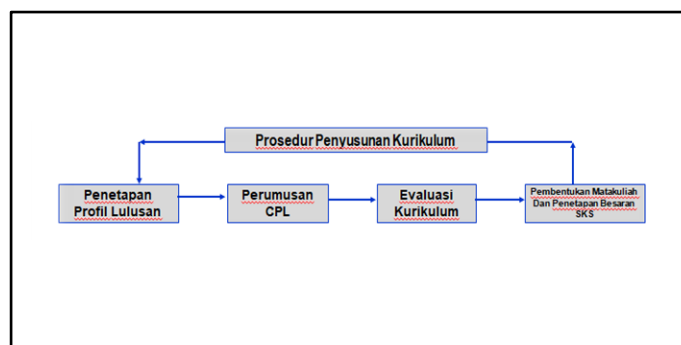 Prosedur Penyusunan Kurikulum
Penetapan
Profil Lulusan
Perumusan
CPL
Evaluasi
Kurikulum
Pembentukan Matakuliah
Dan Penetapan Besaran
SKS